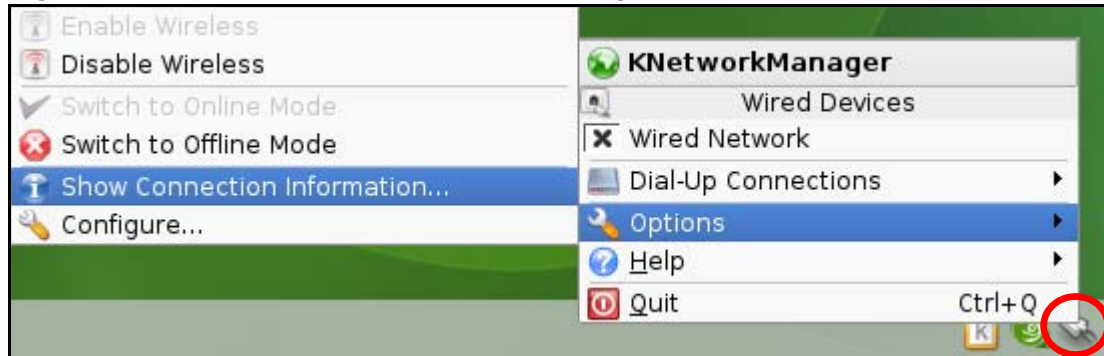 Enable Wireless
Disable Wireless
Switch to Online Mode
Switch to Offline Mode
Show Connection Information...
Configure...
KNetworkManager
Wired Devices
Wired Network
Dial-Up Connections
Options
Help
Quit Ctrl+Q
K